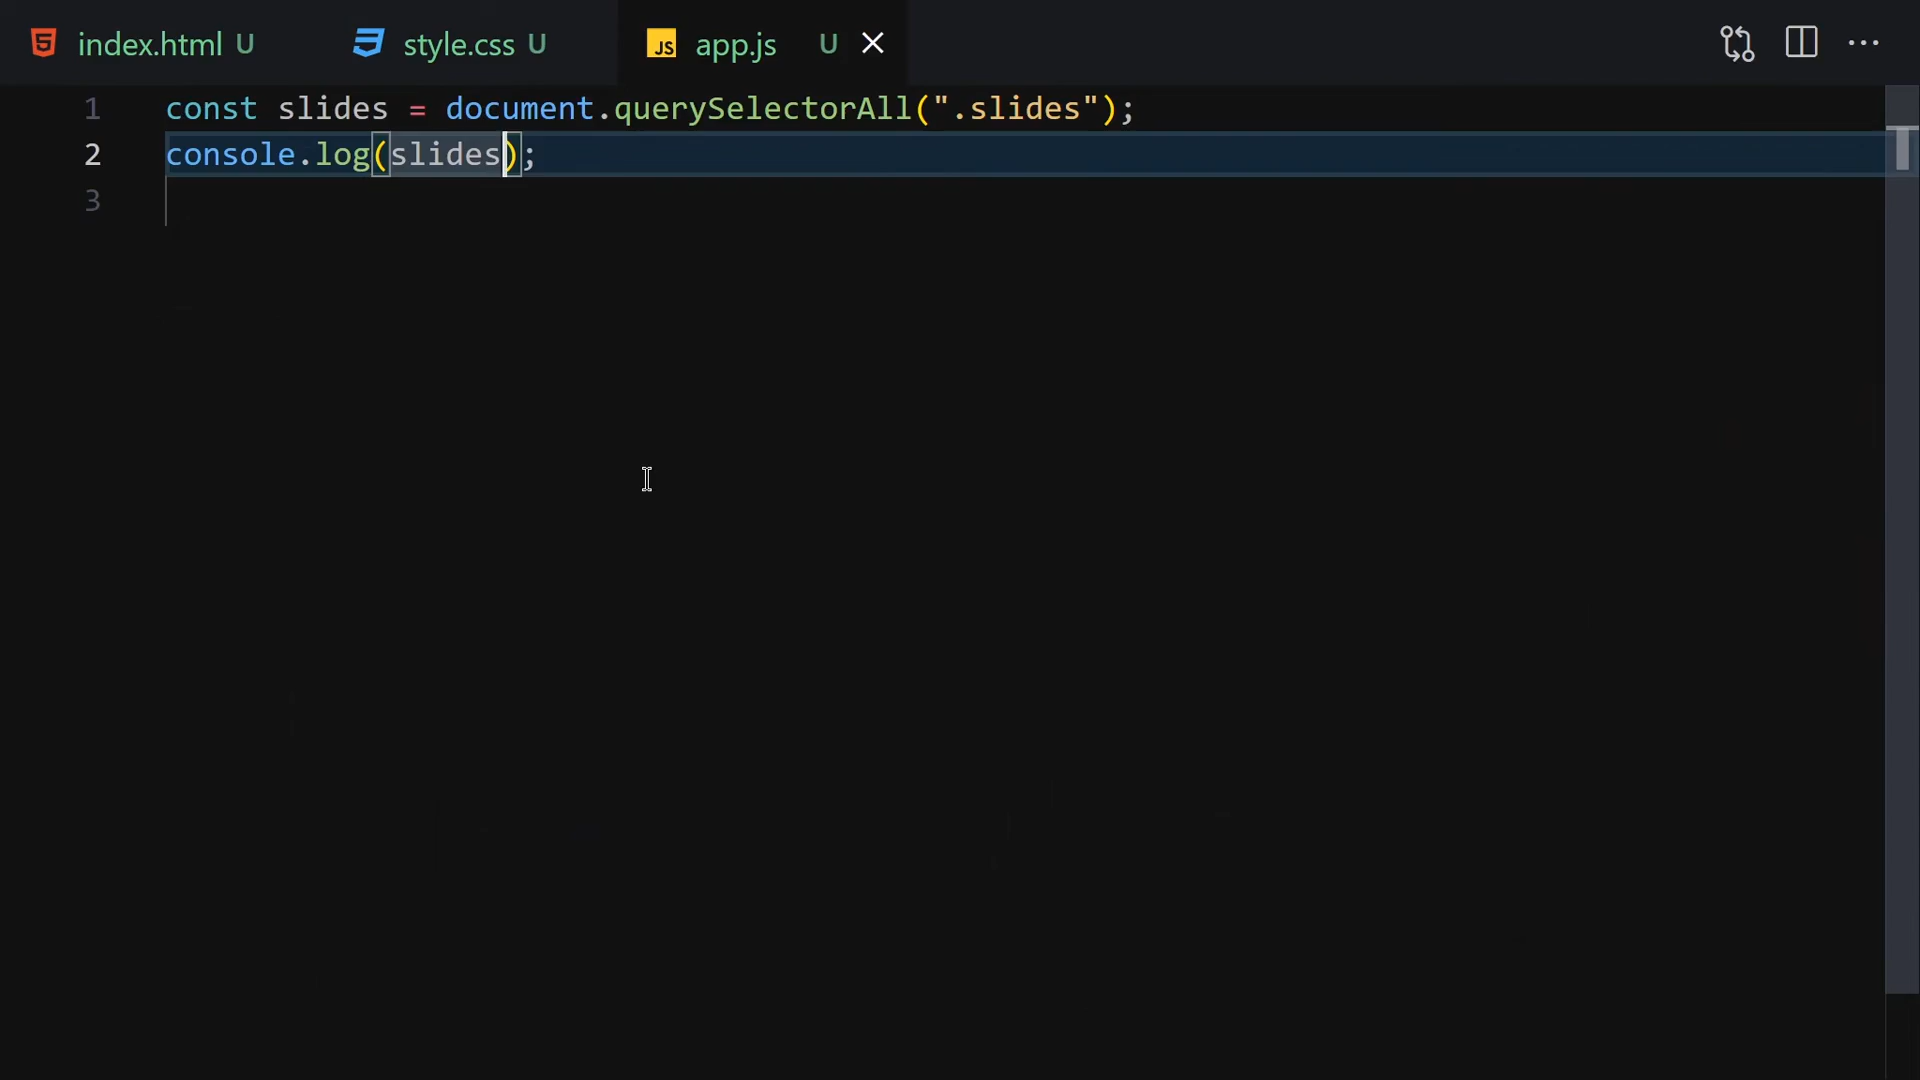 index.html U style.css U JS app.js U
1 const slides = document.querySelectorAll(".slides");
2 console.log(slides);
3